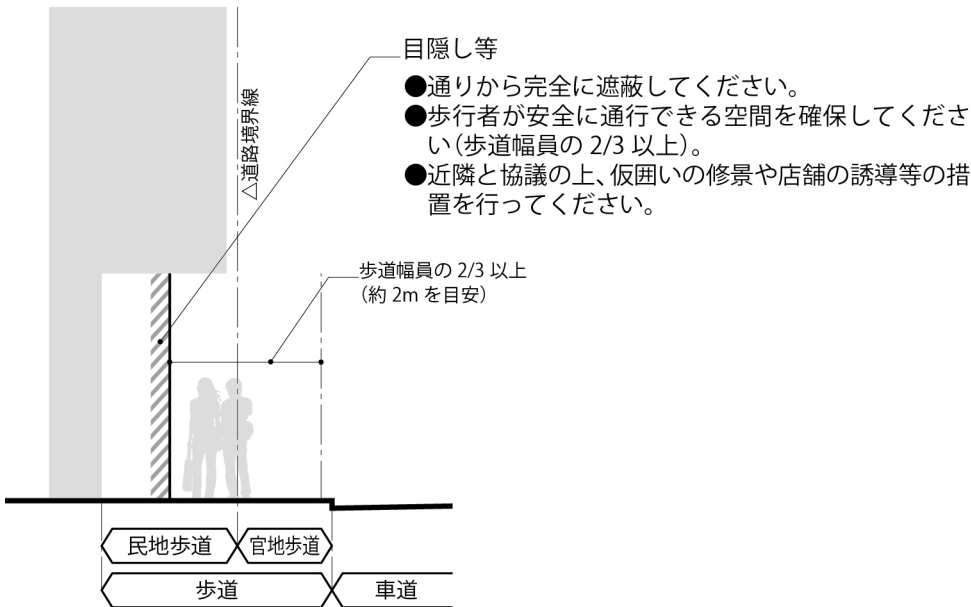 目隠し等
●通りから完全に遮蔽してください。
●歩行者が安全に通行できる空間を確保してくださ
い（歩道幅員の 2/3 以上）。
●近隣と協議の上、仮囲いの修景や店舗の誘導等の措
置を行ってください。
△道路境界線
歩道幅員の 2/3 以上
（約 2m を目安）
民地歩道
官地歩道
歩道
車道